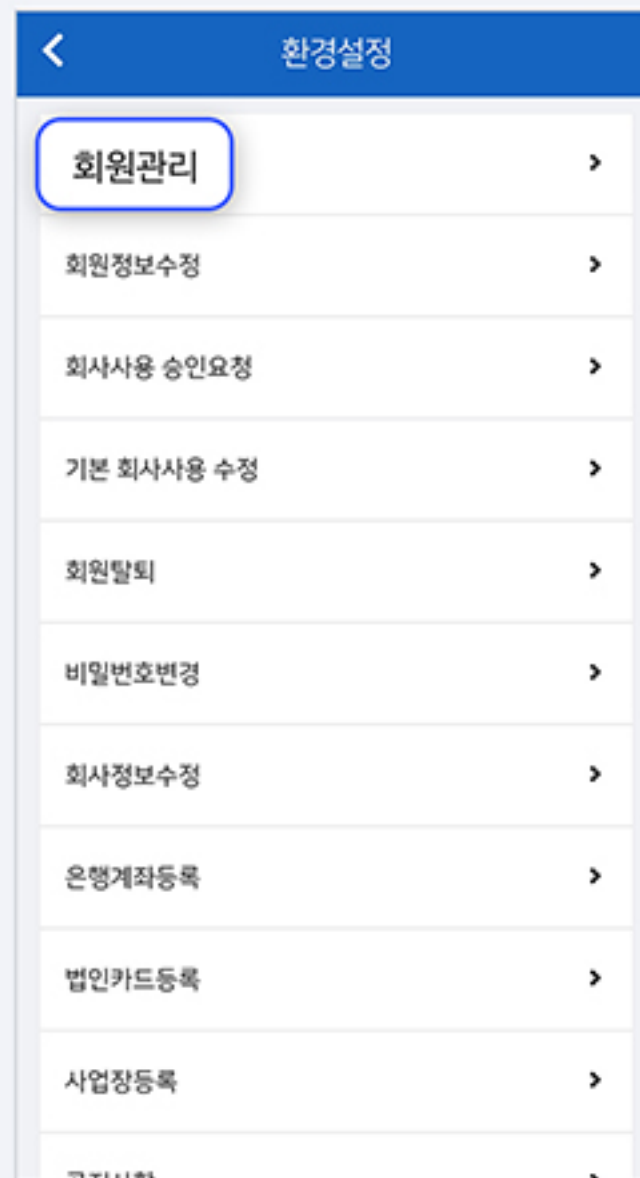 환경설정
회원관리
회원정보수정
회사사용 승인요청
기본 회사사용 수정
회원탈퇴
비밀번호변경
회사정보수정
은행계좌등록
법인카드등록
사업장등록